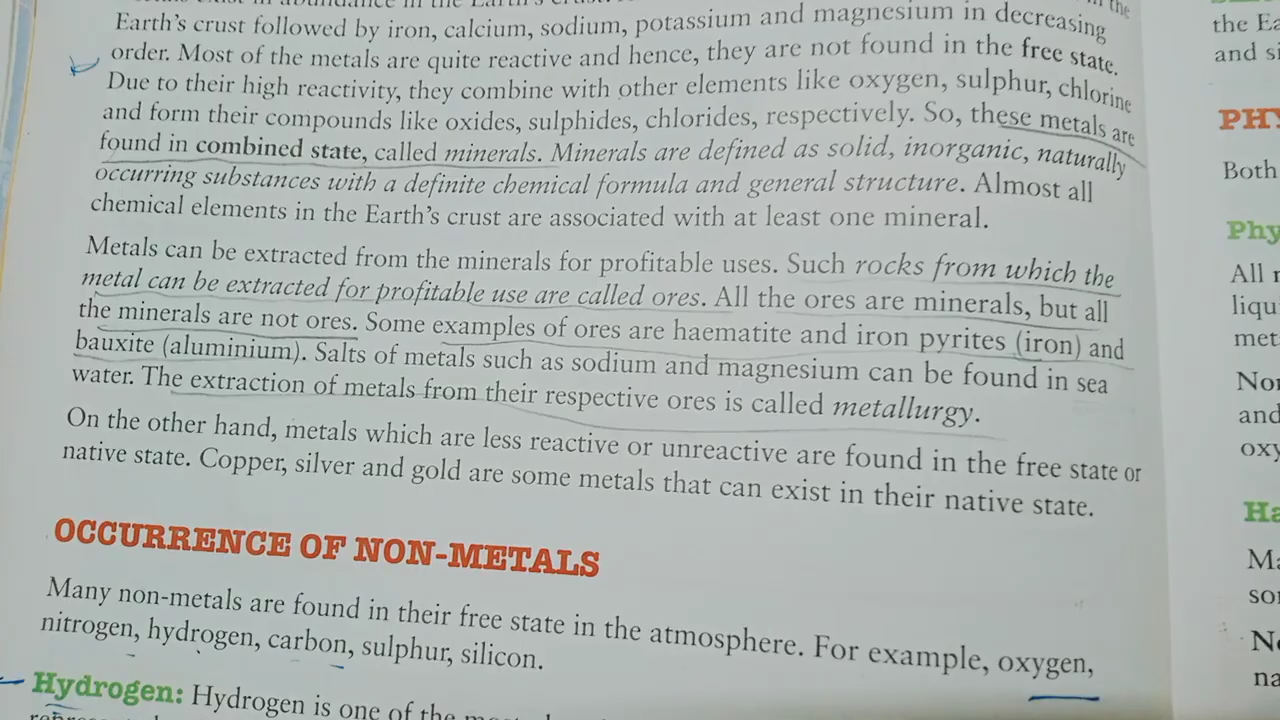 Earth's crust followed by iron, calcium, sodium, potassium and magnesium in decreasing
order. Most of the metals are quite reactive and hence, they are not found in the free state.
Due to their high reactivity, they combine with other elements like oxygen, sulphur, chlorine
and form their compounds like oxides, sulphides, chlorides, respectively. So, these metals are
found in combined state, called minerals. Minerals are defined as solid, inorganic, naturally
occurring substances with a definite chemical formula and general structure. Almost all
chemical elements in the Earth's crust are associated with at least one mineral.
Metals can be extracted from the minerals for profitable uses. Such rocks from which the
metal can be extracted for profitable use are called ores. All the ores are minerals, but all
the minerals are not ores. Some examples of ores are haematite and iron pyrites (iron) and
bauxite (aluminium). Salts of metals such as sodium and magnesium can be found in sea
water. The extraction of metals from their respective ores is called metallurgy.
On the other hand, metals which are less reactive or unreactive are found in the free state or
native state. Copper, silver and gold are some metals that can exist in their native state.
OCCURRENCE OF NON-METALS
Many non-metals are found in their free state in the atmosphere. For example, oxygen,
nitrogen, hydrogen, carbon, sulphur, silicon.
Hydrogen: Hydrogen is one of the
the Ea
and si
PHY
Both
Phy
All
liqu
met
Non
and
oxy
Ha
Ma
son
No
na